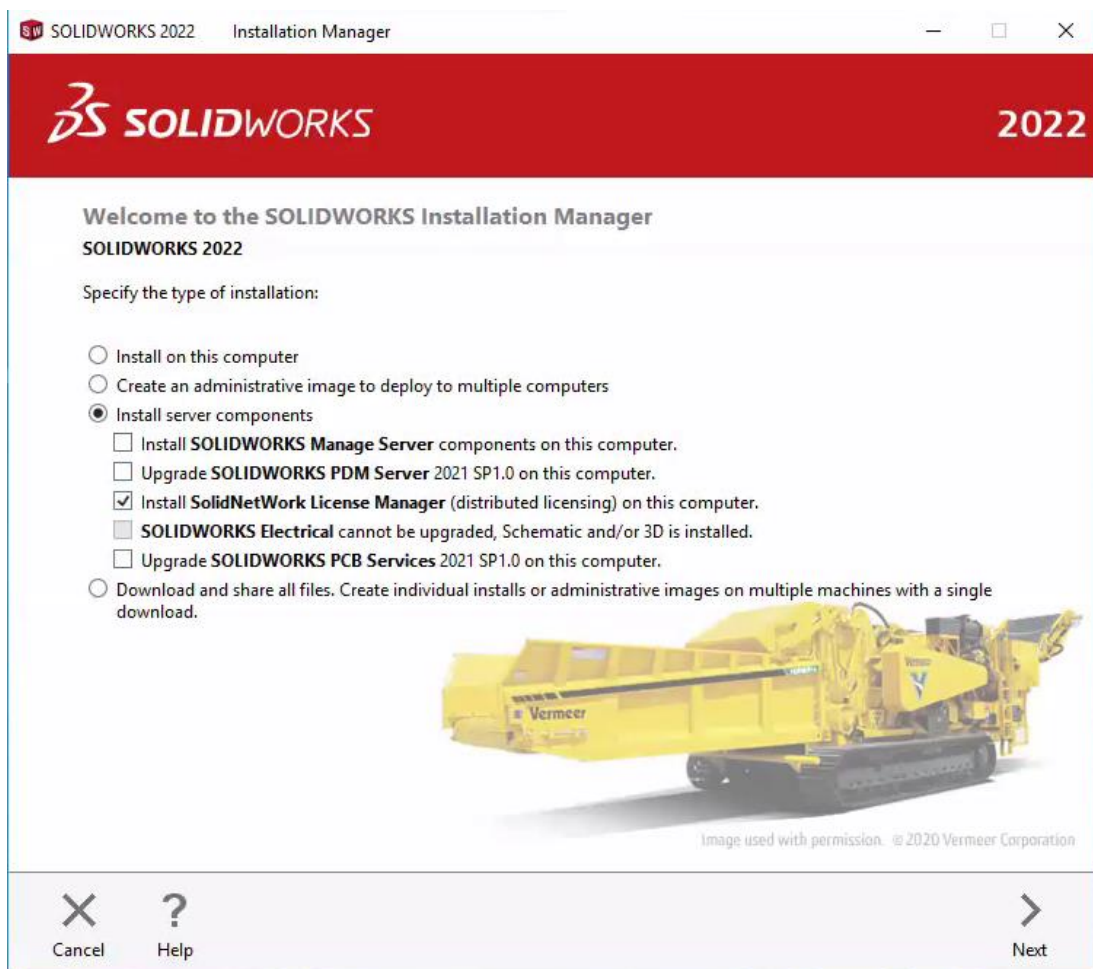 SW SOLIDWORKS 2022 Installation Manager
SOLIDWORKS 2022
Welcome to the SOLIDWORKS Installation Manager
SOLIDWORKS 2022
Specify the type of installation:
Install on this computer
Create an administrative image to deploy to multiple computers
Install server components
Install SOLIDWORKS Manage Server components on this computer.
Upgrade SOLIDWORKS PDM Server 2021 SP1.0 on this computer.
Install SolidNetWork License Manager (distributed licensing) on this computer.
SOLIDWORKS Electrical cannot be upgraded, Schematic and/or 3D is installed.
Upgrade SOLIDWORKS PCB Services 2021 SP1.0 on this computer.
Download and share all files. Create individual installs or administrative images on multiple machines with a single
download.
Vermeer
Vermeer
Image used with permission. © 2020 Vermeer Corporation
Cancel Help Next